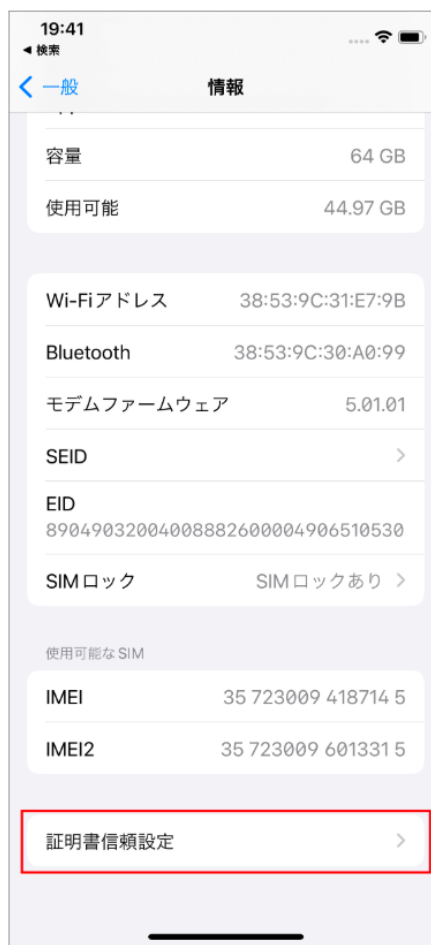 19:41
◀ 検索
一般
情報
容量
64 GB
使用可能
44.97 GB
Wi-Fiアドレス
38:53:9C:31:E7:9B
Bluetooth
38:53:9C:30:A0:99
モデムファームウェア
5.01.01
SEID
EID
89049032004008882600004906510530
SIMロック
SIMロックあり
使用可能なSIM
IMEI
35 723009 418714 5
IMEI2
35 723009 601331 5
証明書信頼設定